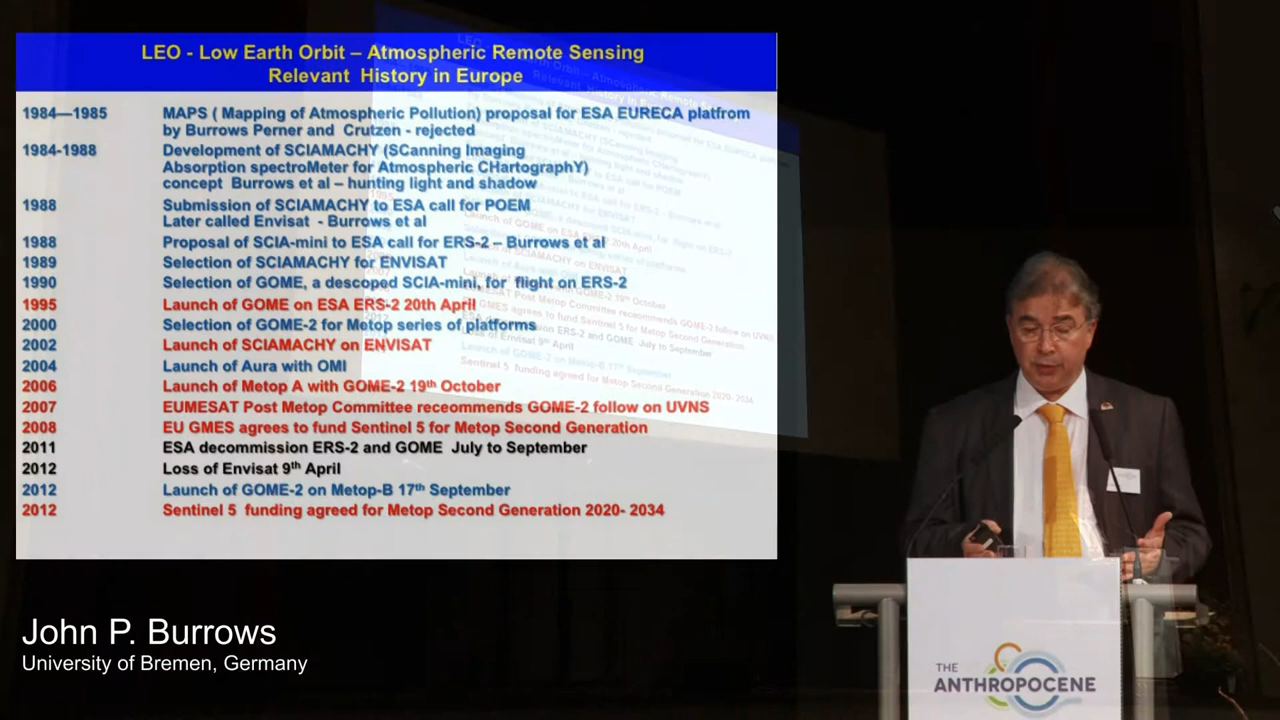 LEO - Low Earth Orbit – Atmospheric Remote Sensing
Relevant History in Europe
1984—1985 MAPS ( Mapping of Atmospheric Pollution) proposal for ESA EURECA platfrom
by Burrows Perner and Crutzen - rejected
1984-1988 Development of SCIAMACHY (SCanning Imaging
Absorption spectroMeter for Atmospheric CHartographY)
concept Burrows et al – hunting light and shadow
1988 Submission of SCIAMACHY to ESA call for POEM
Later called Envisat - Burrows et al
1988 Proposal of SCIA-mini to ESA call for ERS-2 – Burrows et al
1989 Selection of SCIAMACHY for ENVISAT
1990 Selection of GOME, a descoped SCIA-mini, for flight on ERS-2
1995 Launch of GOME on ESA ERS-2 20th April
2000 Selection of GOME-2 for Metop series of platforms
2002 Launch of SCIAMACHY on ENVISAT
2004 Launch of Aura with OMI
2006 Launch of Metop A with GOME-2 19th October
2007 EUMESAT Post Metop Committee receommends GOME-2 follow on UVNS
2008 EU GMES agrees to fund Sentinel 5 for Metop Second Generation
2011 ESA decommission ERS-2 and GOME July to September
2012 Loss of Envisat 9th April
2012 Launch of GOME-2 on Metop-B 17th September
2012 Sentinel 5 funding agreed for Metop Second Generation 2020- 2034
John P. Burrows
University of Bremen, Germany
THE
ANTHROPOCENE